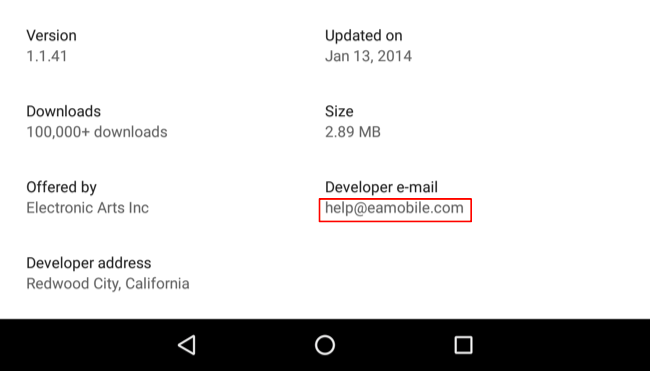 Version
1.1.41
Updated on
Jan 13, 2014
Downloads
100,000+ downloads
Size
2.89 MB
Offered by
Electronic Arts Inc
Developer e-mail
help@eamobile.com
Developer address
Redwood City, California